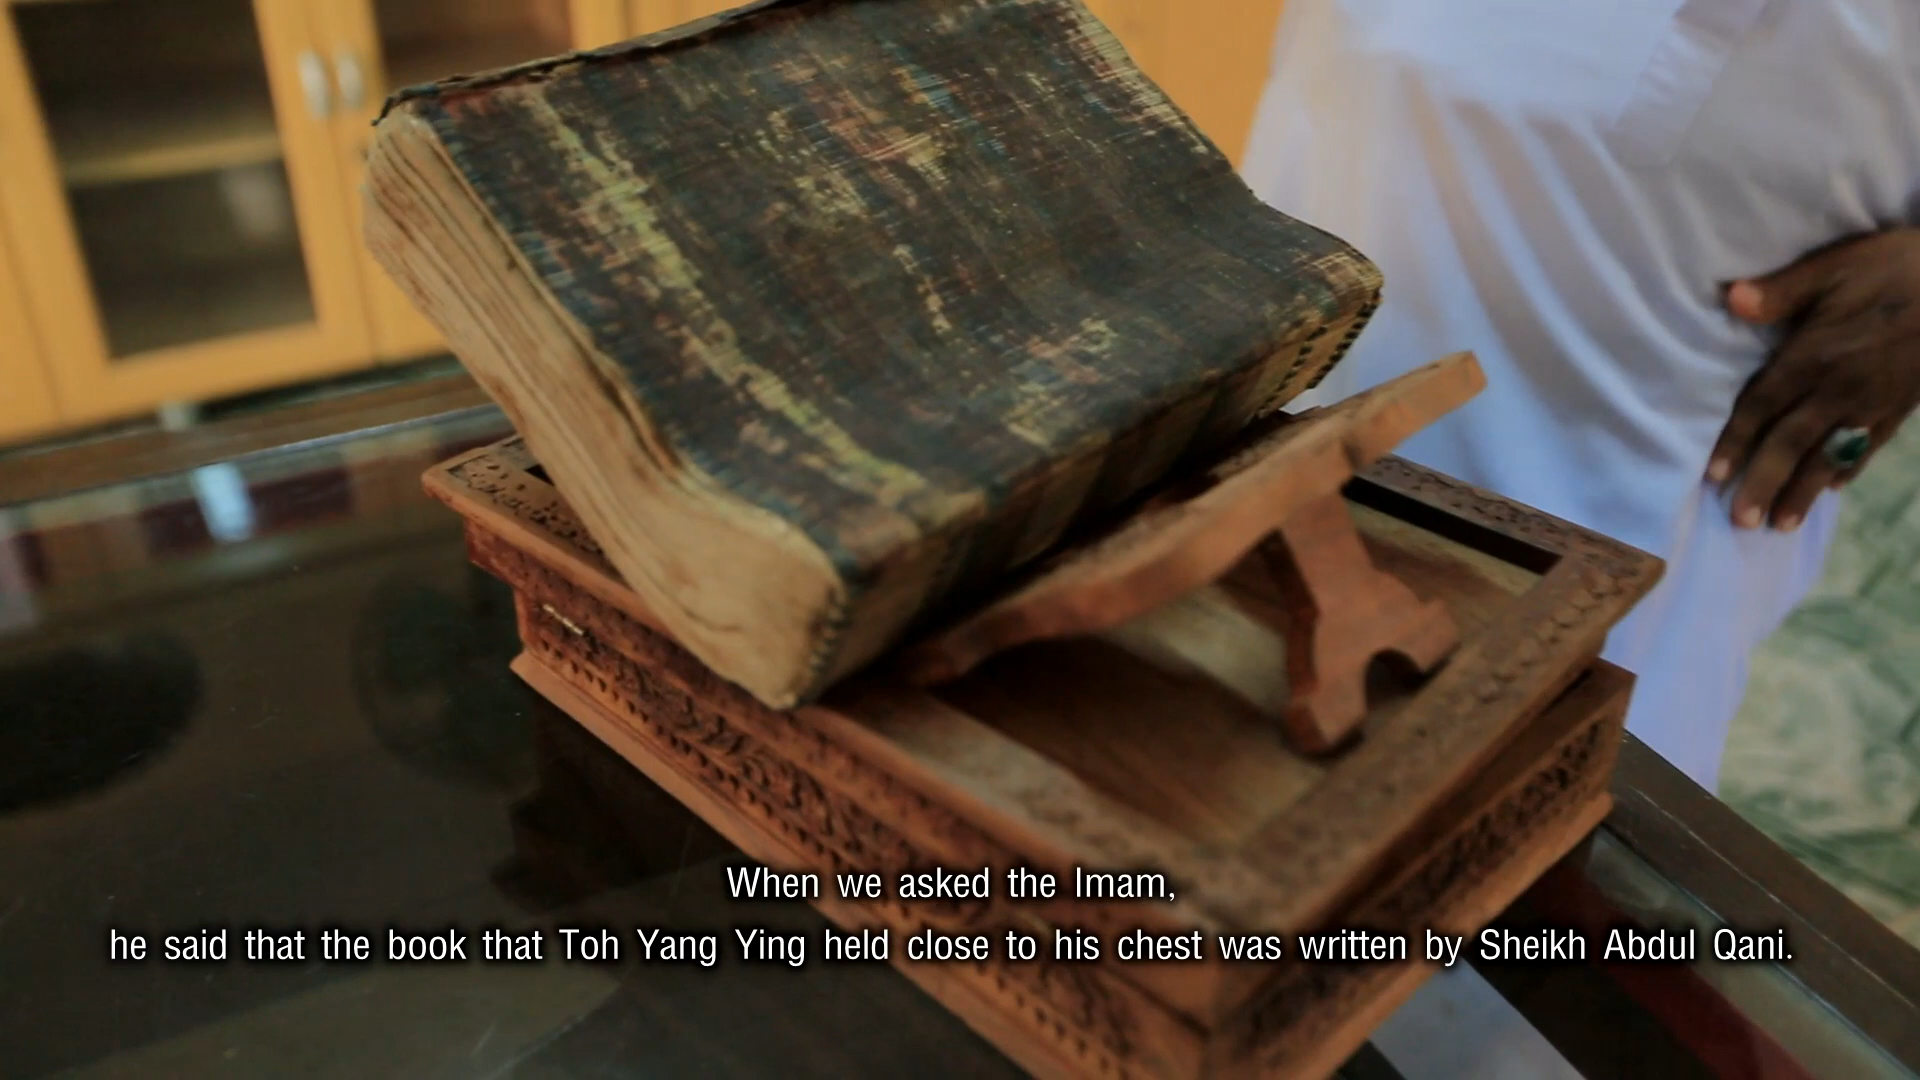 When we asked the Imam,
he said that the book that Toh Yang Ying held close to his chest was written by Sheikh Abdul Qani.